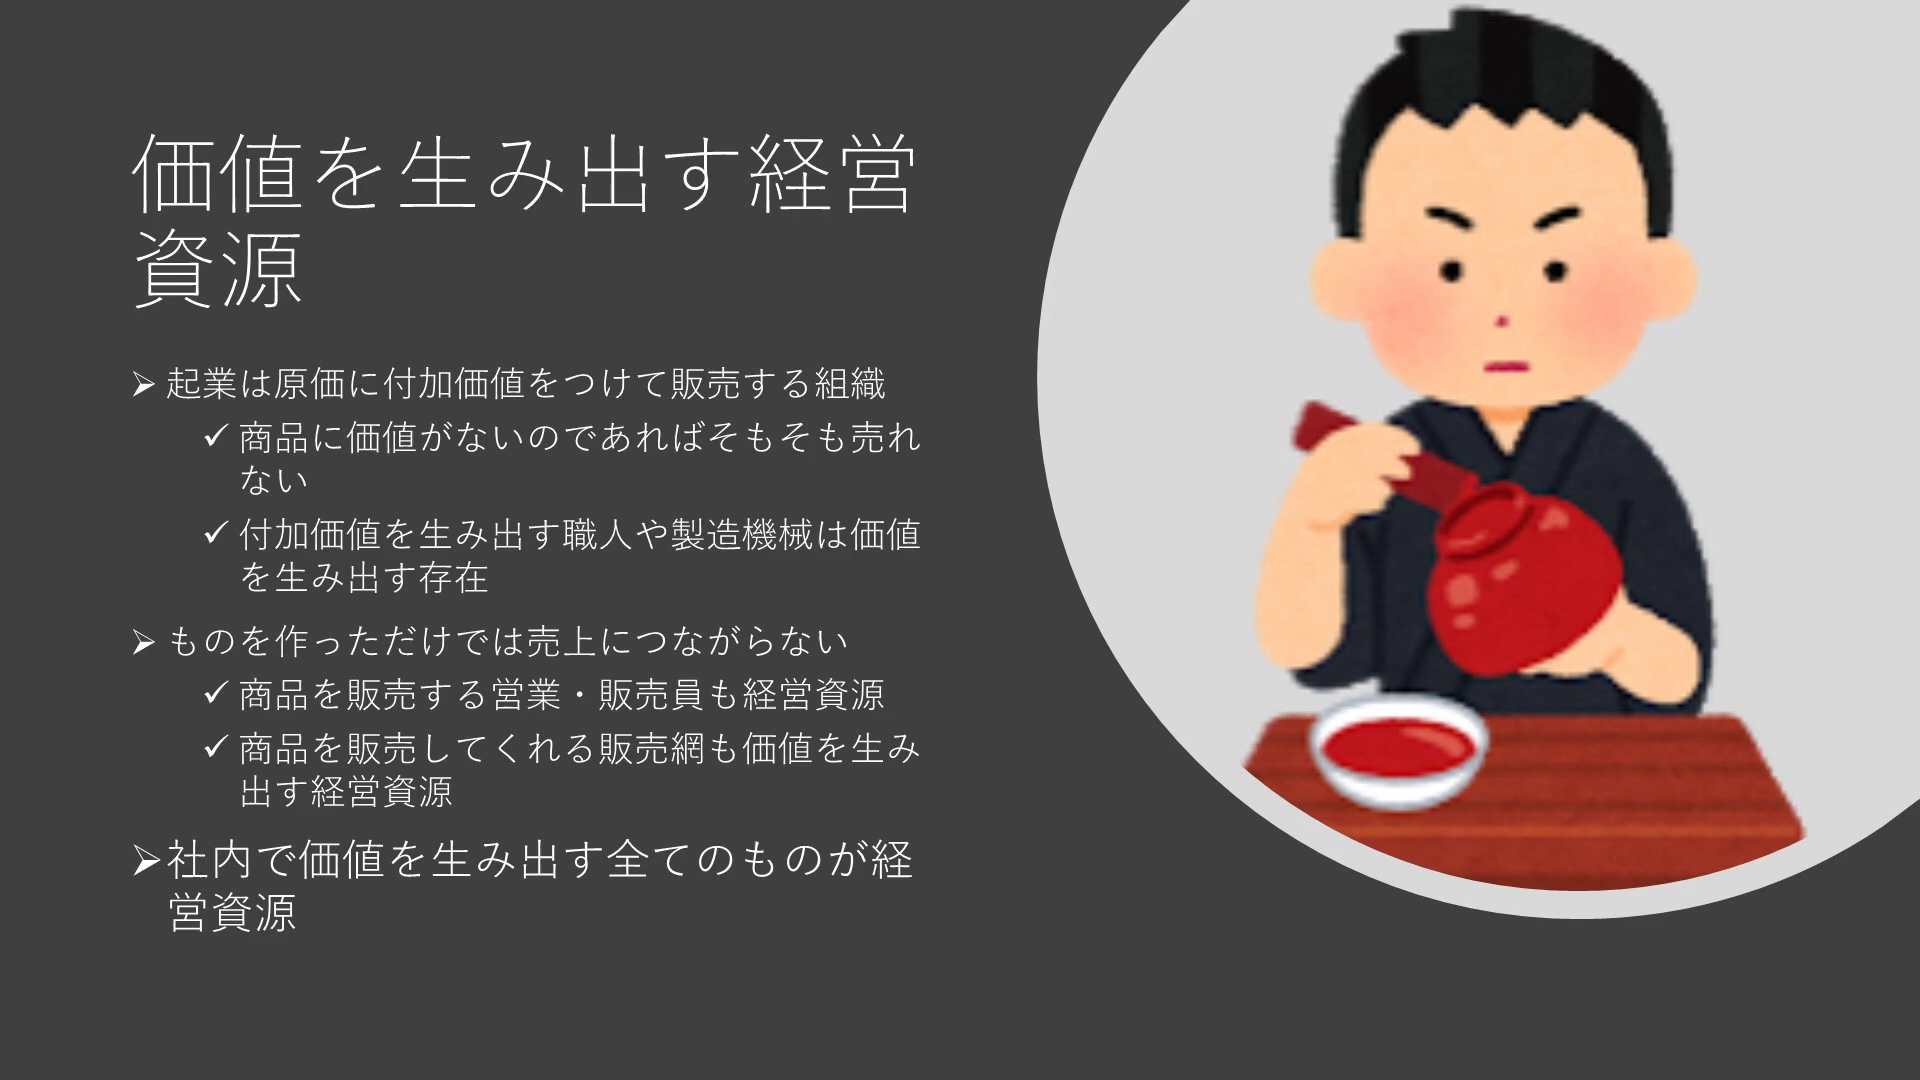 価値を生み出す経営
資源
➢ 起業は原価に付加価値をつけて販売する組織
✓ 商品に価値がないのであればそもそも売れ
ない
✓ 付加価値を生み出す職人や製造機械は価値
を生み出す存在
➢ ものを作っただけでは売上につながらない
✓ 商品を販売する営業・販売員も経営資源
✓ 商品を販売してくれる販売網も価値を生み
出す経営資源
➢社内で価値を生み出す全てのものが経
営資源